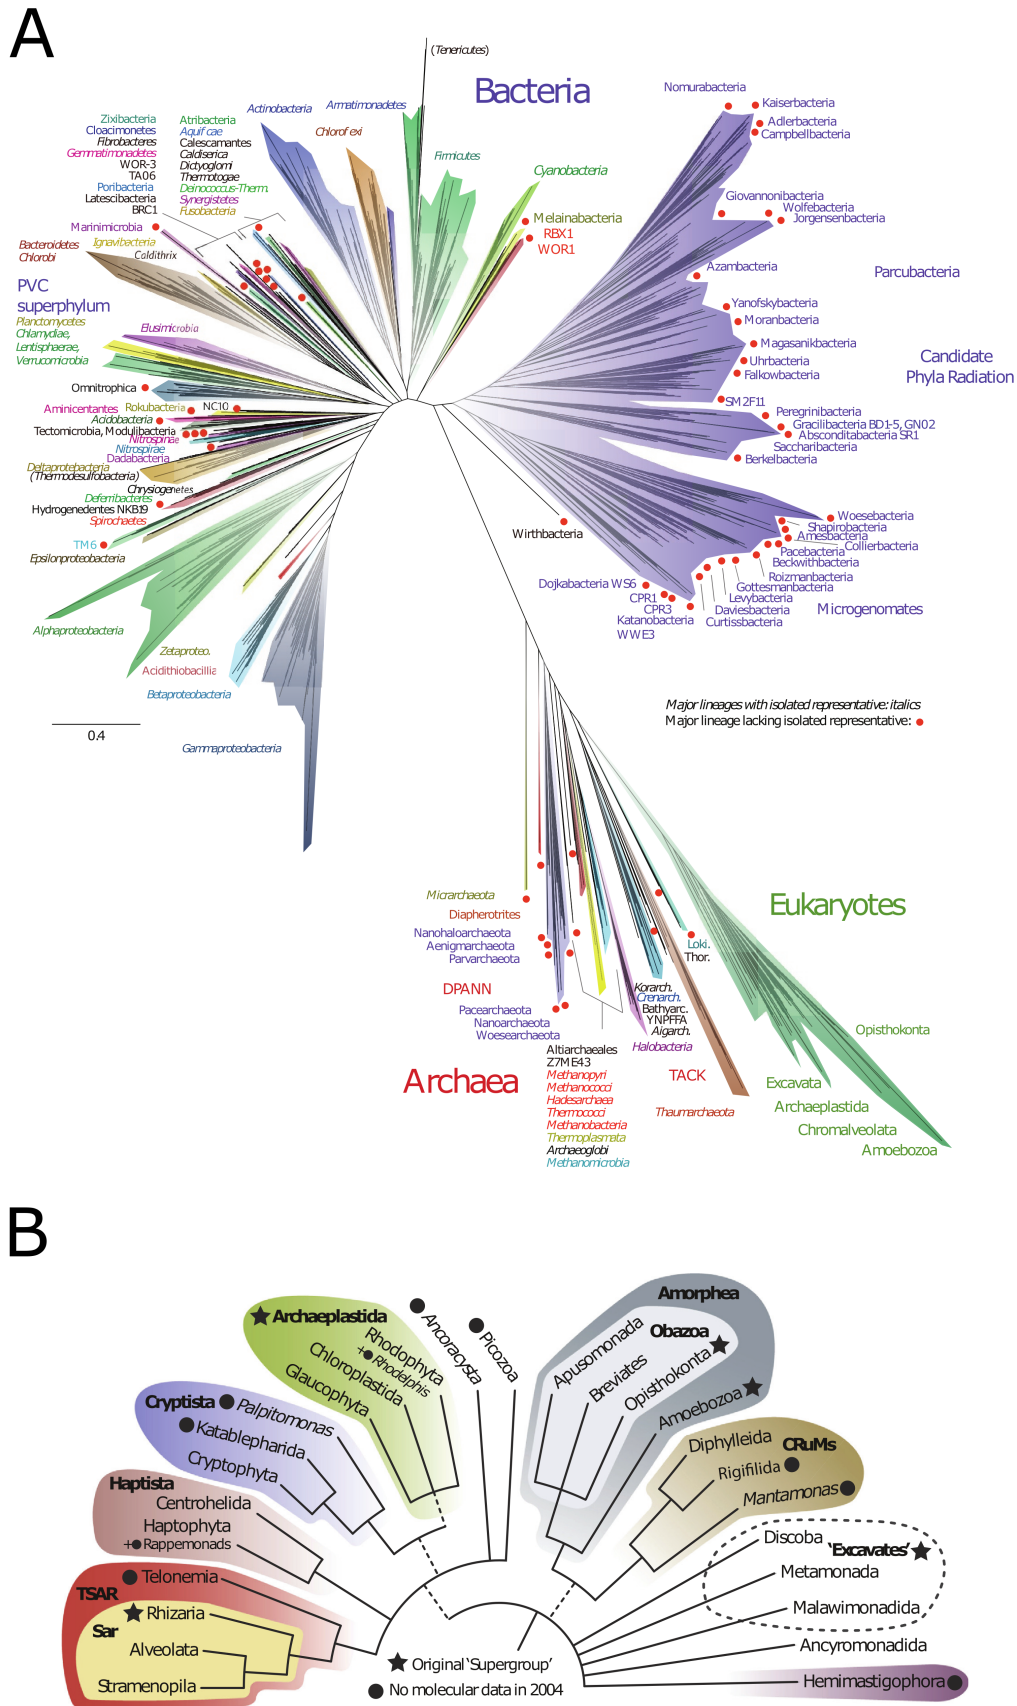 A
(Tenericutes)
Bacteria
Nomurabacteria
Kaiserbacteria
Adlerbacteria
Campbellbacteria
Actinobacteria
Armatimonadetes
Zixibacteria
Cloacimonetes
Fibrobacteres
Gemmatimonadetes
WOR-3
TA06
Poribacteria
Latescibacteria
BRC1
Atribacteria
Aquif cae
Calescamantes
Caldiserica
Dictyoglomi
Thermotogae
Deinococcus-Therm.
Synergistetes
Fusobacteria
Chlorof exi
Firmicutes
Cyanobacteria
Melainabacteria
RBX1
WOR1
Giovannonibacteria
Wolfebacteria
Jorgensenbacteria
Marinimicrobia
Bacteroidetes
Chlorobi
Ignavibacteria
Caldithrix
Azambacteria
Parcubacteria
PVC
superphylum
Planctomycetes
Chlamydiae,
Lentisphaerae,
Verrucomicrobia
Elusimicrobia
Yanofskybacteria
Moranbacteria
Magasanikbacteria
Uhrbacteria
Falkowbacteria
Candidate
Phyla Radiation
Omnitrophica
SM2F11
Aminicentantes
Rokubacteria
NC10
Acidobacteria
Tectomicrobia, Modulibacteria
Nitrospinae
Nitrospirae
Dadabacteria
Peregrinibacteria
Gracilibacteria BD1-5, GN02
Absconditabacteria SR1
Saccharibacteria
Berkelbacteria
Deltaprotebacteria
(Thermodesulfobacteria)
Chrysiogenetes
Deferribacteres
Hydrogenedentes NKB19
Spirochaetes
TM6
Epsilonproteobacteria
Wirthbacteria
Woesebacteria
Shapirobacteria
Amesbacteria
Collierbacteria
Pacebacteria
Beckwithbacteria
Roizmanbacteria
Gottesmanbacteria
Levybacteria
Daviesbacteria
Curtissbacteria
Microgenomates
Dojkabacteria WS6
CPR1
CPR3
Katanobacteria
WWE3
Alphaproteobacteria
Zetaproteo.
Acidithiobacillia
Betaproteobacteria
Gammaproteobacteria
0.4
Major lineages with isolated representative: italics
Major lineage lacking isolated representative:
Micrarchaeota
Diapherotrites
Nanohaloarchaeota
Aenigmarchaeota
Parvarchaeota
DPANN
Pacearchaeota
Nanoarchaeota
Woesearchaeota
Archaea
Altiarchaeales
Z7ME43
Methanopyri
Methanococci
Hadesarchaea
Thermococci
Methanobacteria
Thermoplasmata
Archaeoglobi
Methanomicrobia
Halobacteria
Korarch.
Crenarch.
Bathyarc.
YNPFFA
Aigarch.
TACK
Thaumarchaeota
Loki.
Thor.
Eukaryotes
Opisthokonta
Excavata
Archaeplastida
Chromalveolata
Amoebozoa
B
Archaeplastida
Rhodophyta
+ Rhodelphis
Chloroplastida
Glaucophyta
Ancoracysta
Picozoa
Amorphea
Obazoa
Apusomonada
Breviates
Opisthokonta
Amoebozoa
Cryptista
Palpitomonas
Katablepharida
Cryptophyta
Diphylleida
CRuMs
Rigifilida
Mantamonas
Haptista
Centrohelida
Haptophyta
+ Rappemonads
Discoba
'Excavates'
Metamonada
Malawimonadida
TSAR
Telonemia
Sar
Rhizaria
Alveolata
Stramenopila
Ancyromonadida
Hemimastigophora
Original 'Supergroup'
No molecular data in 2004